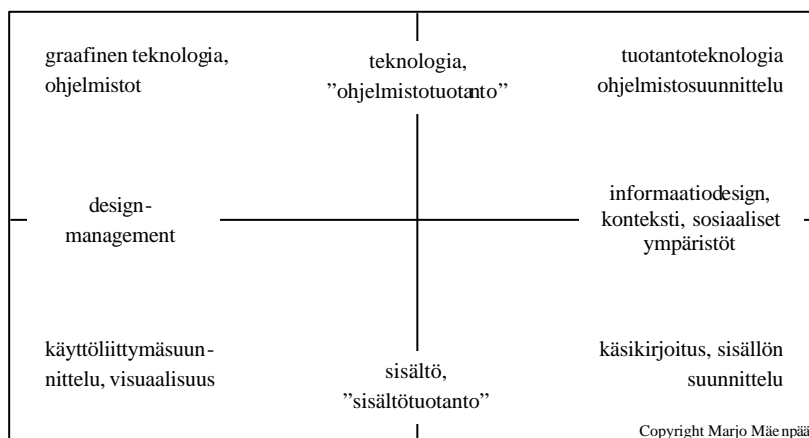 graafinen teknologia,
ohjelmistot
teknologia,
”ohjelmistotuotanto”
tuotantoteknologia
ohjelmistosuunnittelu
design-
management
informaatiodesign,
konteksti, sosiaaliset
ympäristöt
käyttöliittymäsuun-
nittelu, visuaalisuus
sisältö,
”sisältötuotanto”
käsikirjoitus, sisällön
suunnittelu
Copyright Marjo Mäenpää